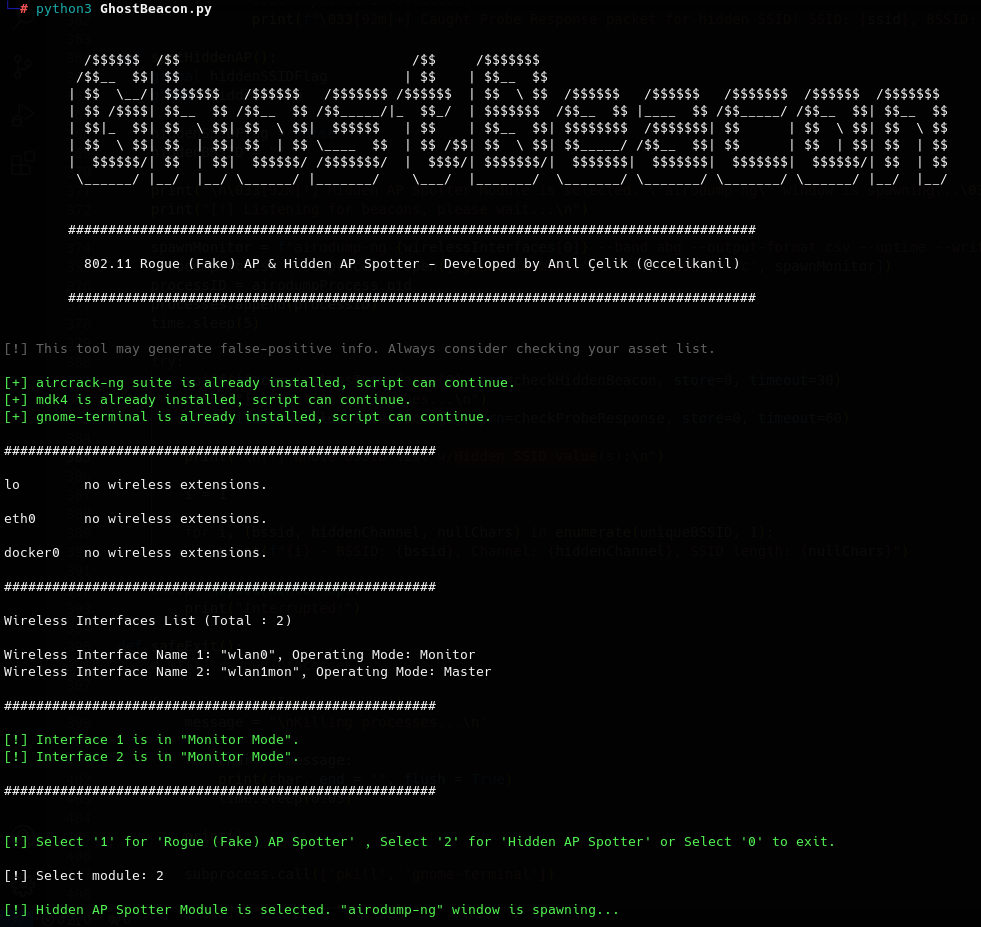 └─# python3 GhostBeacon.py
GhostBeacon
################################################################################
802.11 Rogue (Fake) AP & Hidden AP Spotter – Developed by Anıl Çelik (@ccelikanil)
################################################################################
[!] This tool may generate false-positive info. Always consider checking your asset list.
[+] aircrack-ng suite is already installed, script can continue.
[+] mdk4 is already installed, script can continue.
[+] gnome-terminal is already installed, script can continue.
######################################################
lo        no wireless extensions.
eth0      no wireless extensions.
docker0   no wireless extensions.
######################################################
Wireless Interfaces List (Total : 2)
Wireless Interface Name 1: "wlan0", Operating Mode: Monitor
Wireless Interface Name 2: "wlan1mon", Operating Mode: Master
######################################################
[!] Interface 1 is in "Monitor Mode".
[!] Interface 2 is in "Monitor Mode".
######################################################
[!] Select '1' for 'Rogue (Fake) AP Spotter' , Select '2' for 'Hidden AP Spotter' or Select '0' to exit.
[!] Select module: 2
[!] Hidden AP Spotter Module is selected. "airodump-ng" window is spawning...